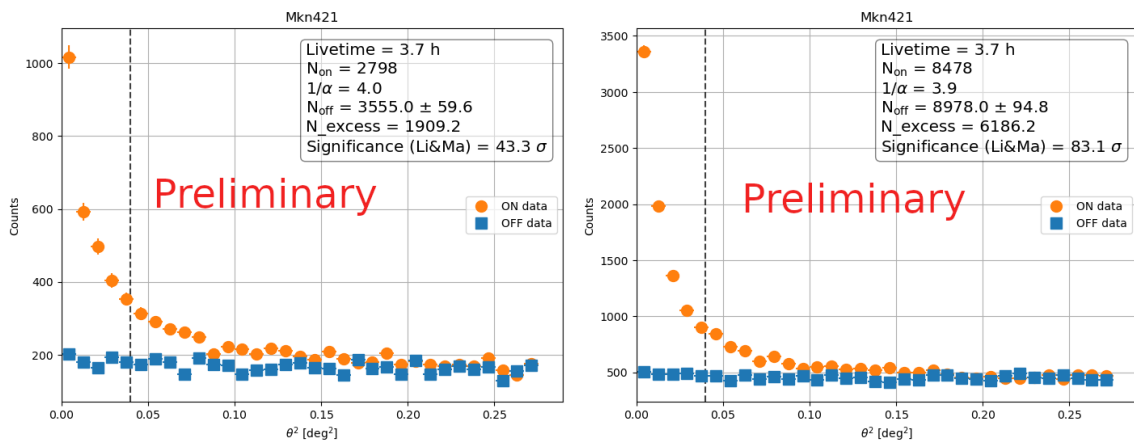 Mkn421
Livetime = 3.7 h
N_on = 2798
1/α = 4.0
N_off = 3555.0 ± 59.6
N_excess = 1909.2
Significance (Li&Ma) = 43.3 σ
Preliminary
ON data
OFF data
Counts
1000
800
600
400
200
0.00 0.05 0.10 0.15 0.20 0.25
θ² [deg²]
Mkn421
Livetime = 3.7 h
N_on = 8478
1/α = 3.9
N_off = 8978.0 ± 94.8
N_excess = 6186.2
Significance (Li&Ma) = 83.1 σ
Preliminary
ON data
OFF data
Counts
3500
3000
2500
2000
1500
1000
500
0.00 0.05 0.10 0.15 0.20 0.25
θ² [deg²]